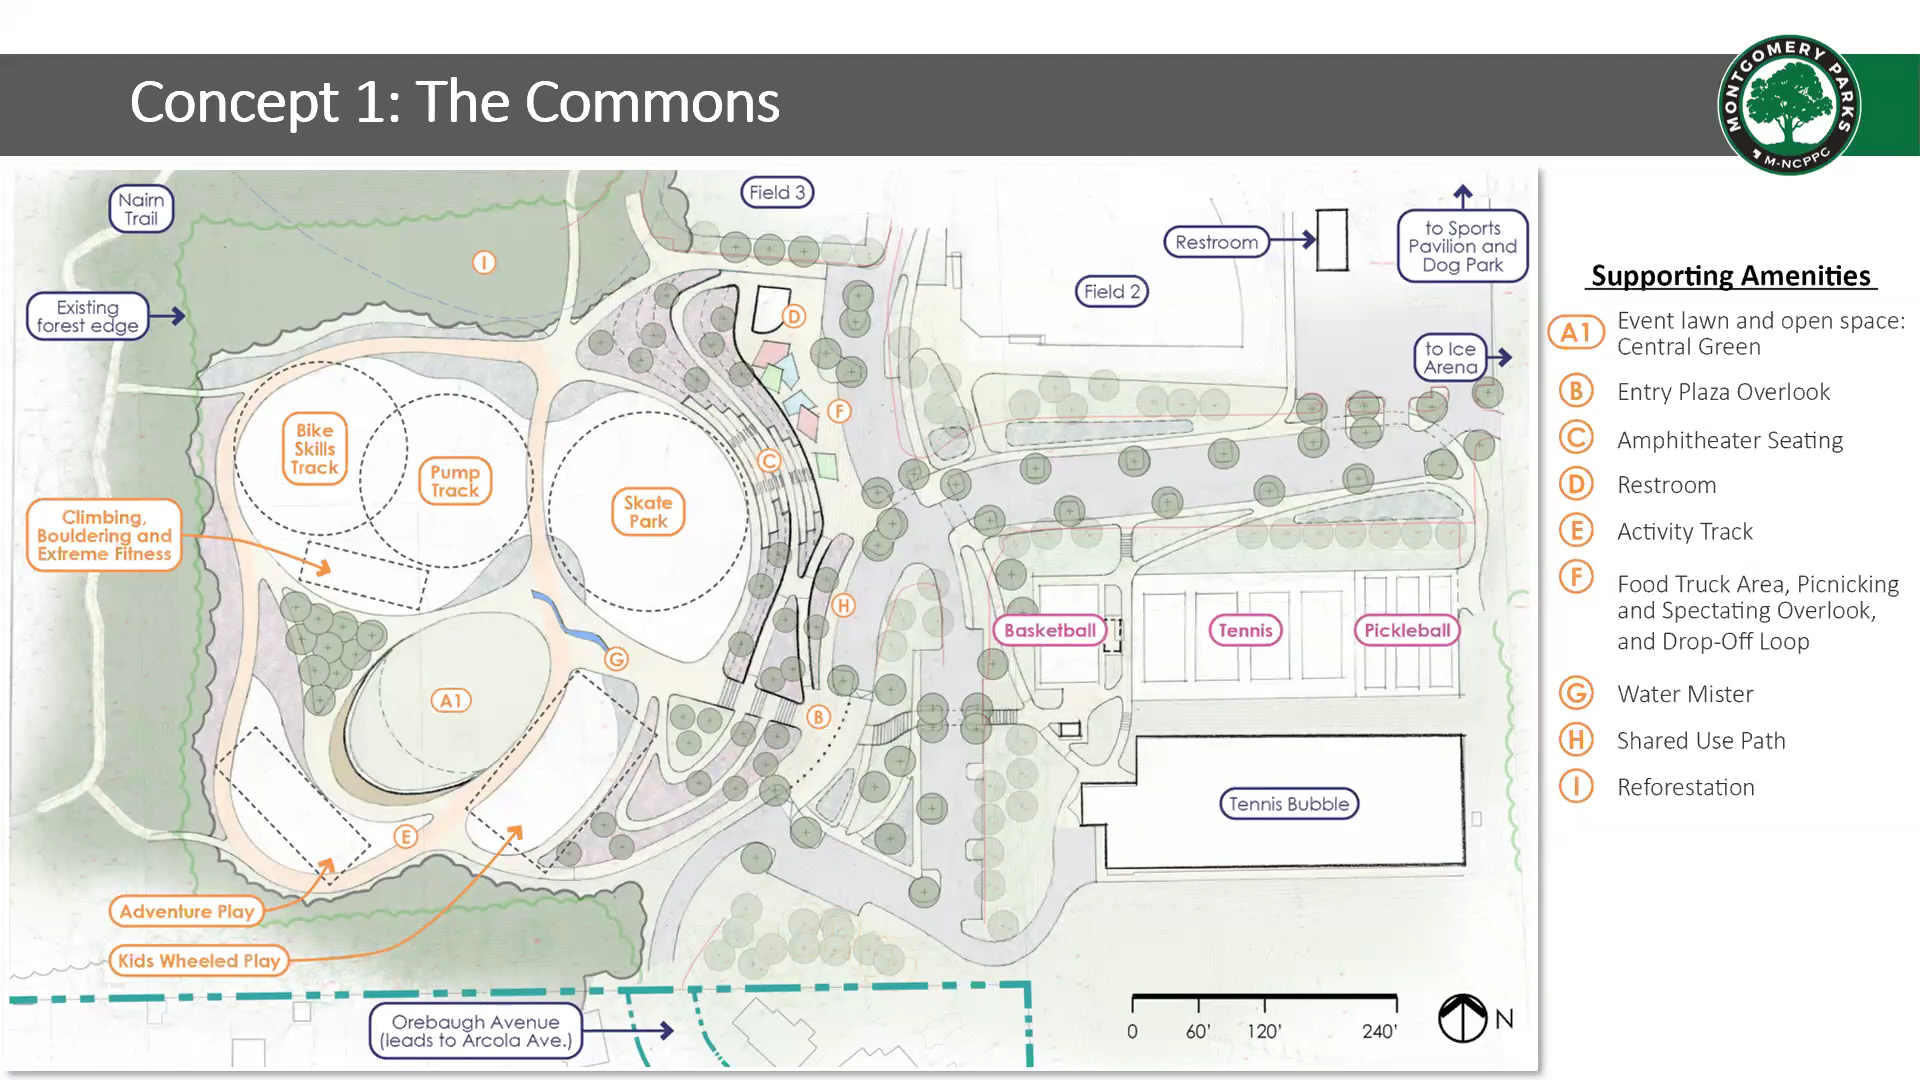 Concept 1: The Commons
MONTGOMERY PARKS
M-NCPPC
Nairn
Trail
Field 3
Restroom
to Sports
Pavilion and
Dog Park
I
Existing
forest edge
Field 2
D
to Ice
Arena
F
Bike
Skills
Track
Pump
Track
C
Skate
Park
Climbing,
Bouldering and
Extreme Fitness
H
Basketball
Tennis
Pickleball
G
A1
B
Tennis Bubble
E
Adventure Play
Kids Wheeled Play
Orebaugh Avenue
(leads to Arcola Ave.)
0 60' 120' 240'
N
Supporting Amenities
A1 Event lawn and open space:
Central Green
B Entry Plaza Overlook
C Amphitheater Seating
D Restroom
E Activity Track
F Food Truck Area, Picnicking
and Spectating Overlook,
and Drop-Off Loop
G Water Mister
H Shared Use Path
I Reforestation